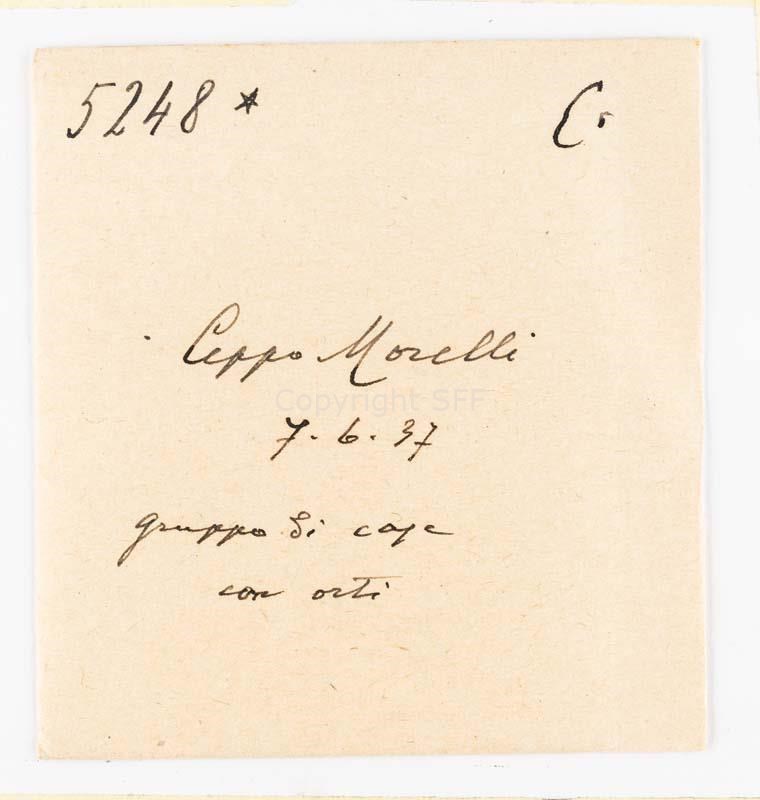 5248 * C.
Ceppo Morelli
Copyright SFF
7. 6. 37
gruppo di case
con orti